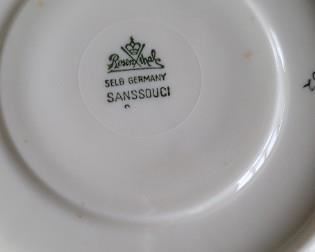 Rosenthal
SELB GERMANY
SANSSOUCI